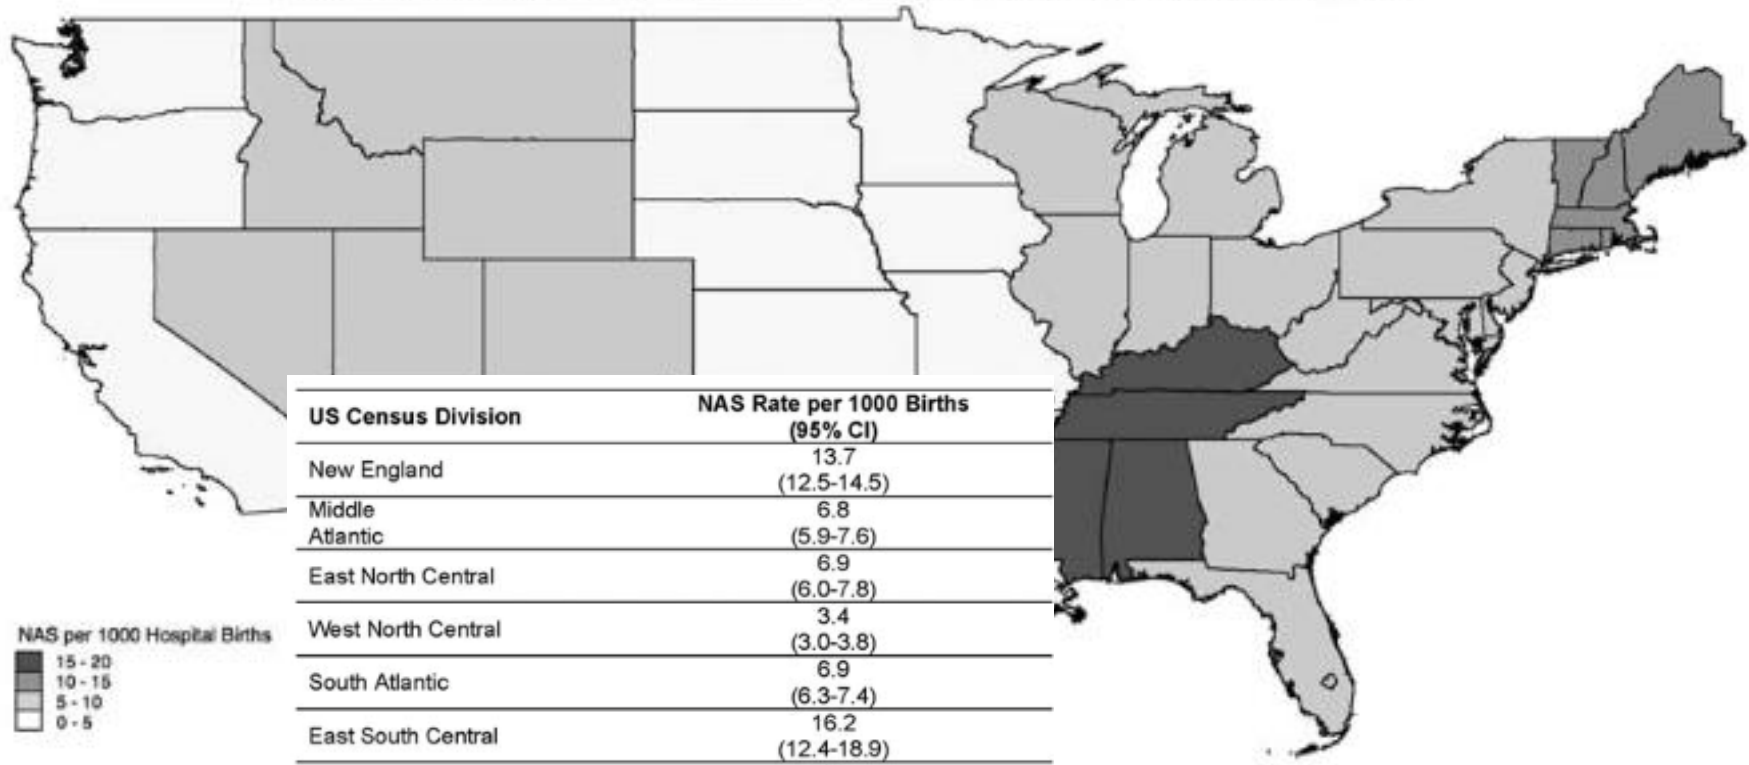 US Census Division
NAS Rate per 1000 Births
(95% CI)
New England
13.7
(12.5-14.5)
Middle
Atlantic
6.8
(5.9-7.6)
East North Central
6.9
(6.0-7.8)
West North Central
3.4
(3.0-3.8)
South Atlantic
6.9
(6.3-7.4)
East South Central
16.2
(12.4-18.9)
NAS per 1000 Hospital Births
15 - 20
10 - 15
5 - 10
0 - 5